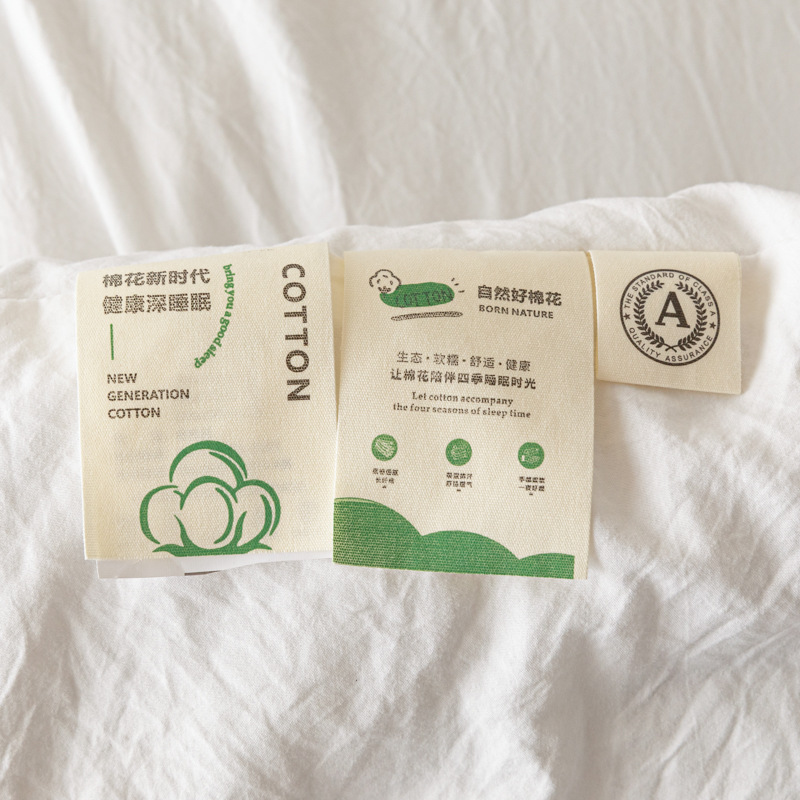 棉花新时代
健康深睡眠
bring you a good sleep
COTTON
NEW
GENERATION
COTTON
COTTON
自然好棉花
BORN NATURE
生态·软糯·舒适·健康
让棉花陪伴四季睡眠时光
Let cotton accompany
the four seasons of sleep time
THE STANDARD OF CLASS A
A
QUALITY ASSURANCE